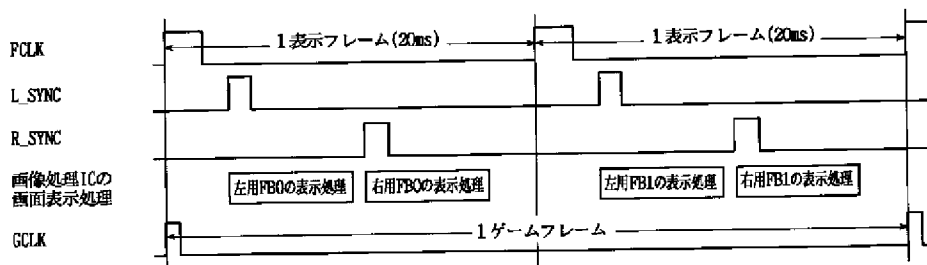 FCLK
1表示フレーム(20ms)
1表示フレーム(20ms)
L_SYNC
R_SYNC
画像処理ICの
画面表示処理
左用FB0の表示処理
右用FB0の表示処理
左用FB1の表示処理
右用FB1の表示処理
GCLK
1ゲームフレーム